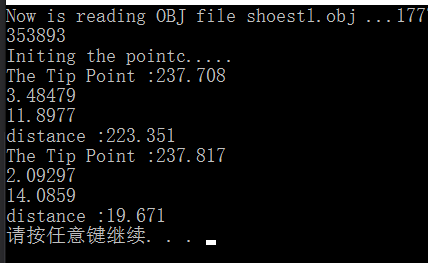 Now is reading OBJ file shoestl.obj ...177
353893
Initing the pointc.....
The Tip Point :237.708
3.48479
11.8977
distance :223.351
The Tip Point :237.817
2.09297
14.0859
distance :19.671
请按任意键继续. . .